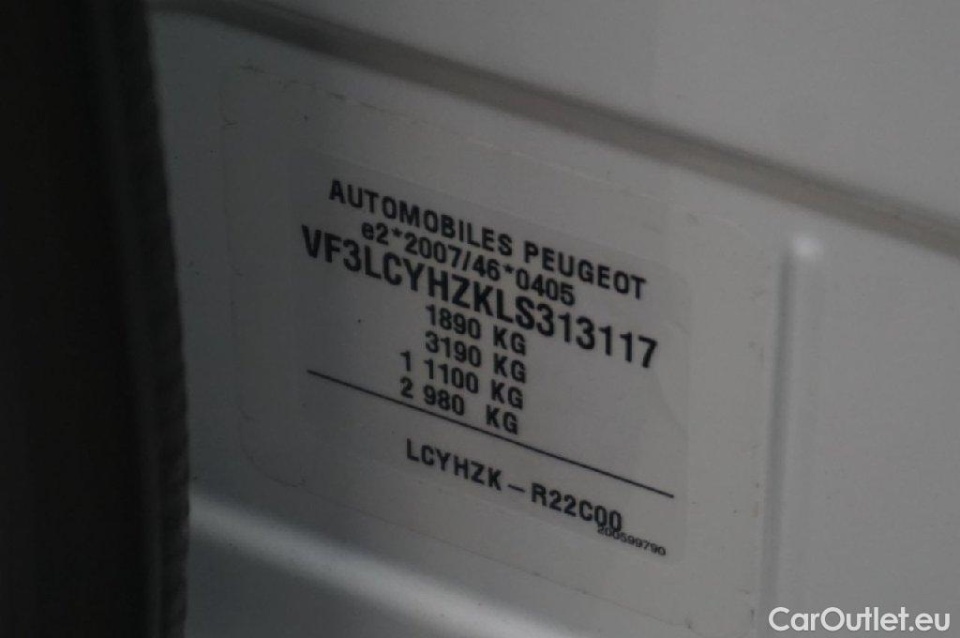 AUTOMOBILES PEUGEOT
e2*2007/46*0405
VF3LCYHZKLS313117
1890 KG
3190 KG
1 1100 KG
2 980 KG
LCYHZK – R22C00
200599790
CarOutlet.eu